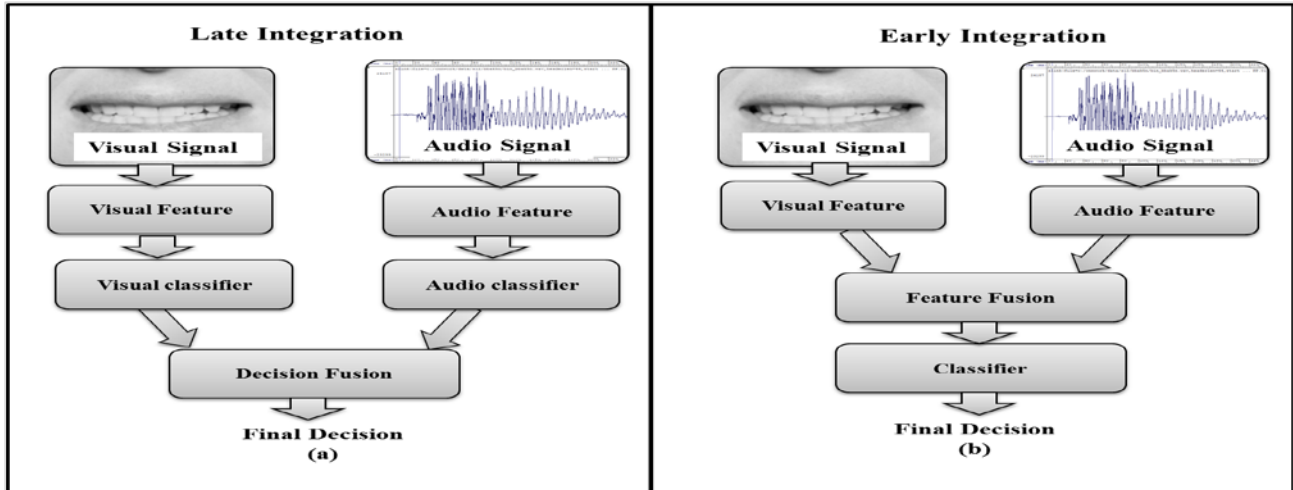 Late Integration
Visual Signal
Audio Signal
Visual Feature
Audio Feature
Visual classifier
Audio classifier
Decision Fusion
Final Decision
(a)
Early Integration
Visual Signal
Audio Signal
Visual Feature
Audio Feature
Feature Fusion
Classifier
Final Decision
(b)